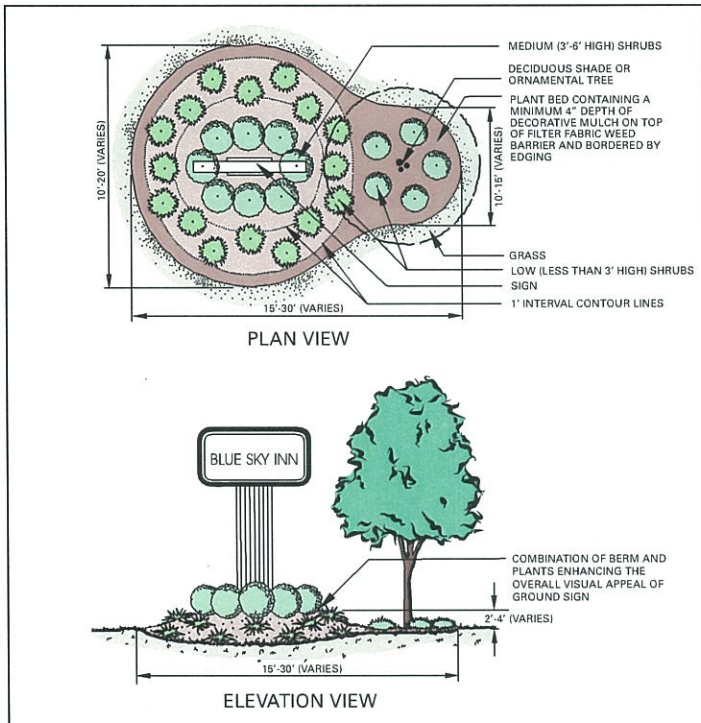 MEDIUM (3'-6' HIGH) SHRUBS
DECIDUOUS SHADE OR
ORNAMENTAL TREE
PLANT BED CONTAINING A
MINIMUM 4" DEPTH OF
DECORATIVE MULCH ON TOP
OF FILTER FABRIC WEED
BARRIER AND BORDERED BY
EDGING
10'-20' (VARIES)
10'-15' (VARIES)
GRASS
LOW (LESS THAN 3' HIGH) SHRUBS
SIGN
15'-30' (VARIES)
1' INTERVAL CONTOUR LINES
PLAN VIEW
BLUE SKY INN
COMBINATION OF BERM AND
PLANTS ENHANCING THE
OVERALL VISUAL APPEAL OF
GROUND SIGN
2'-4' (VARIES)
15'-30' (VARIES)
ELEVATION VIEW